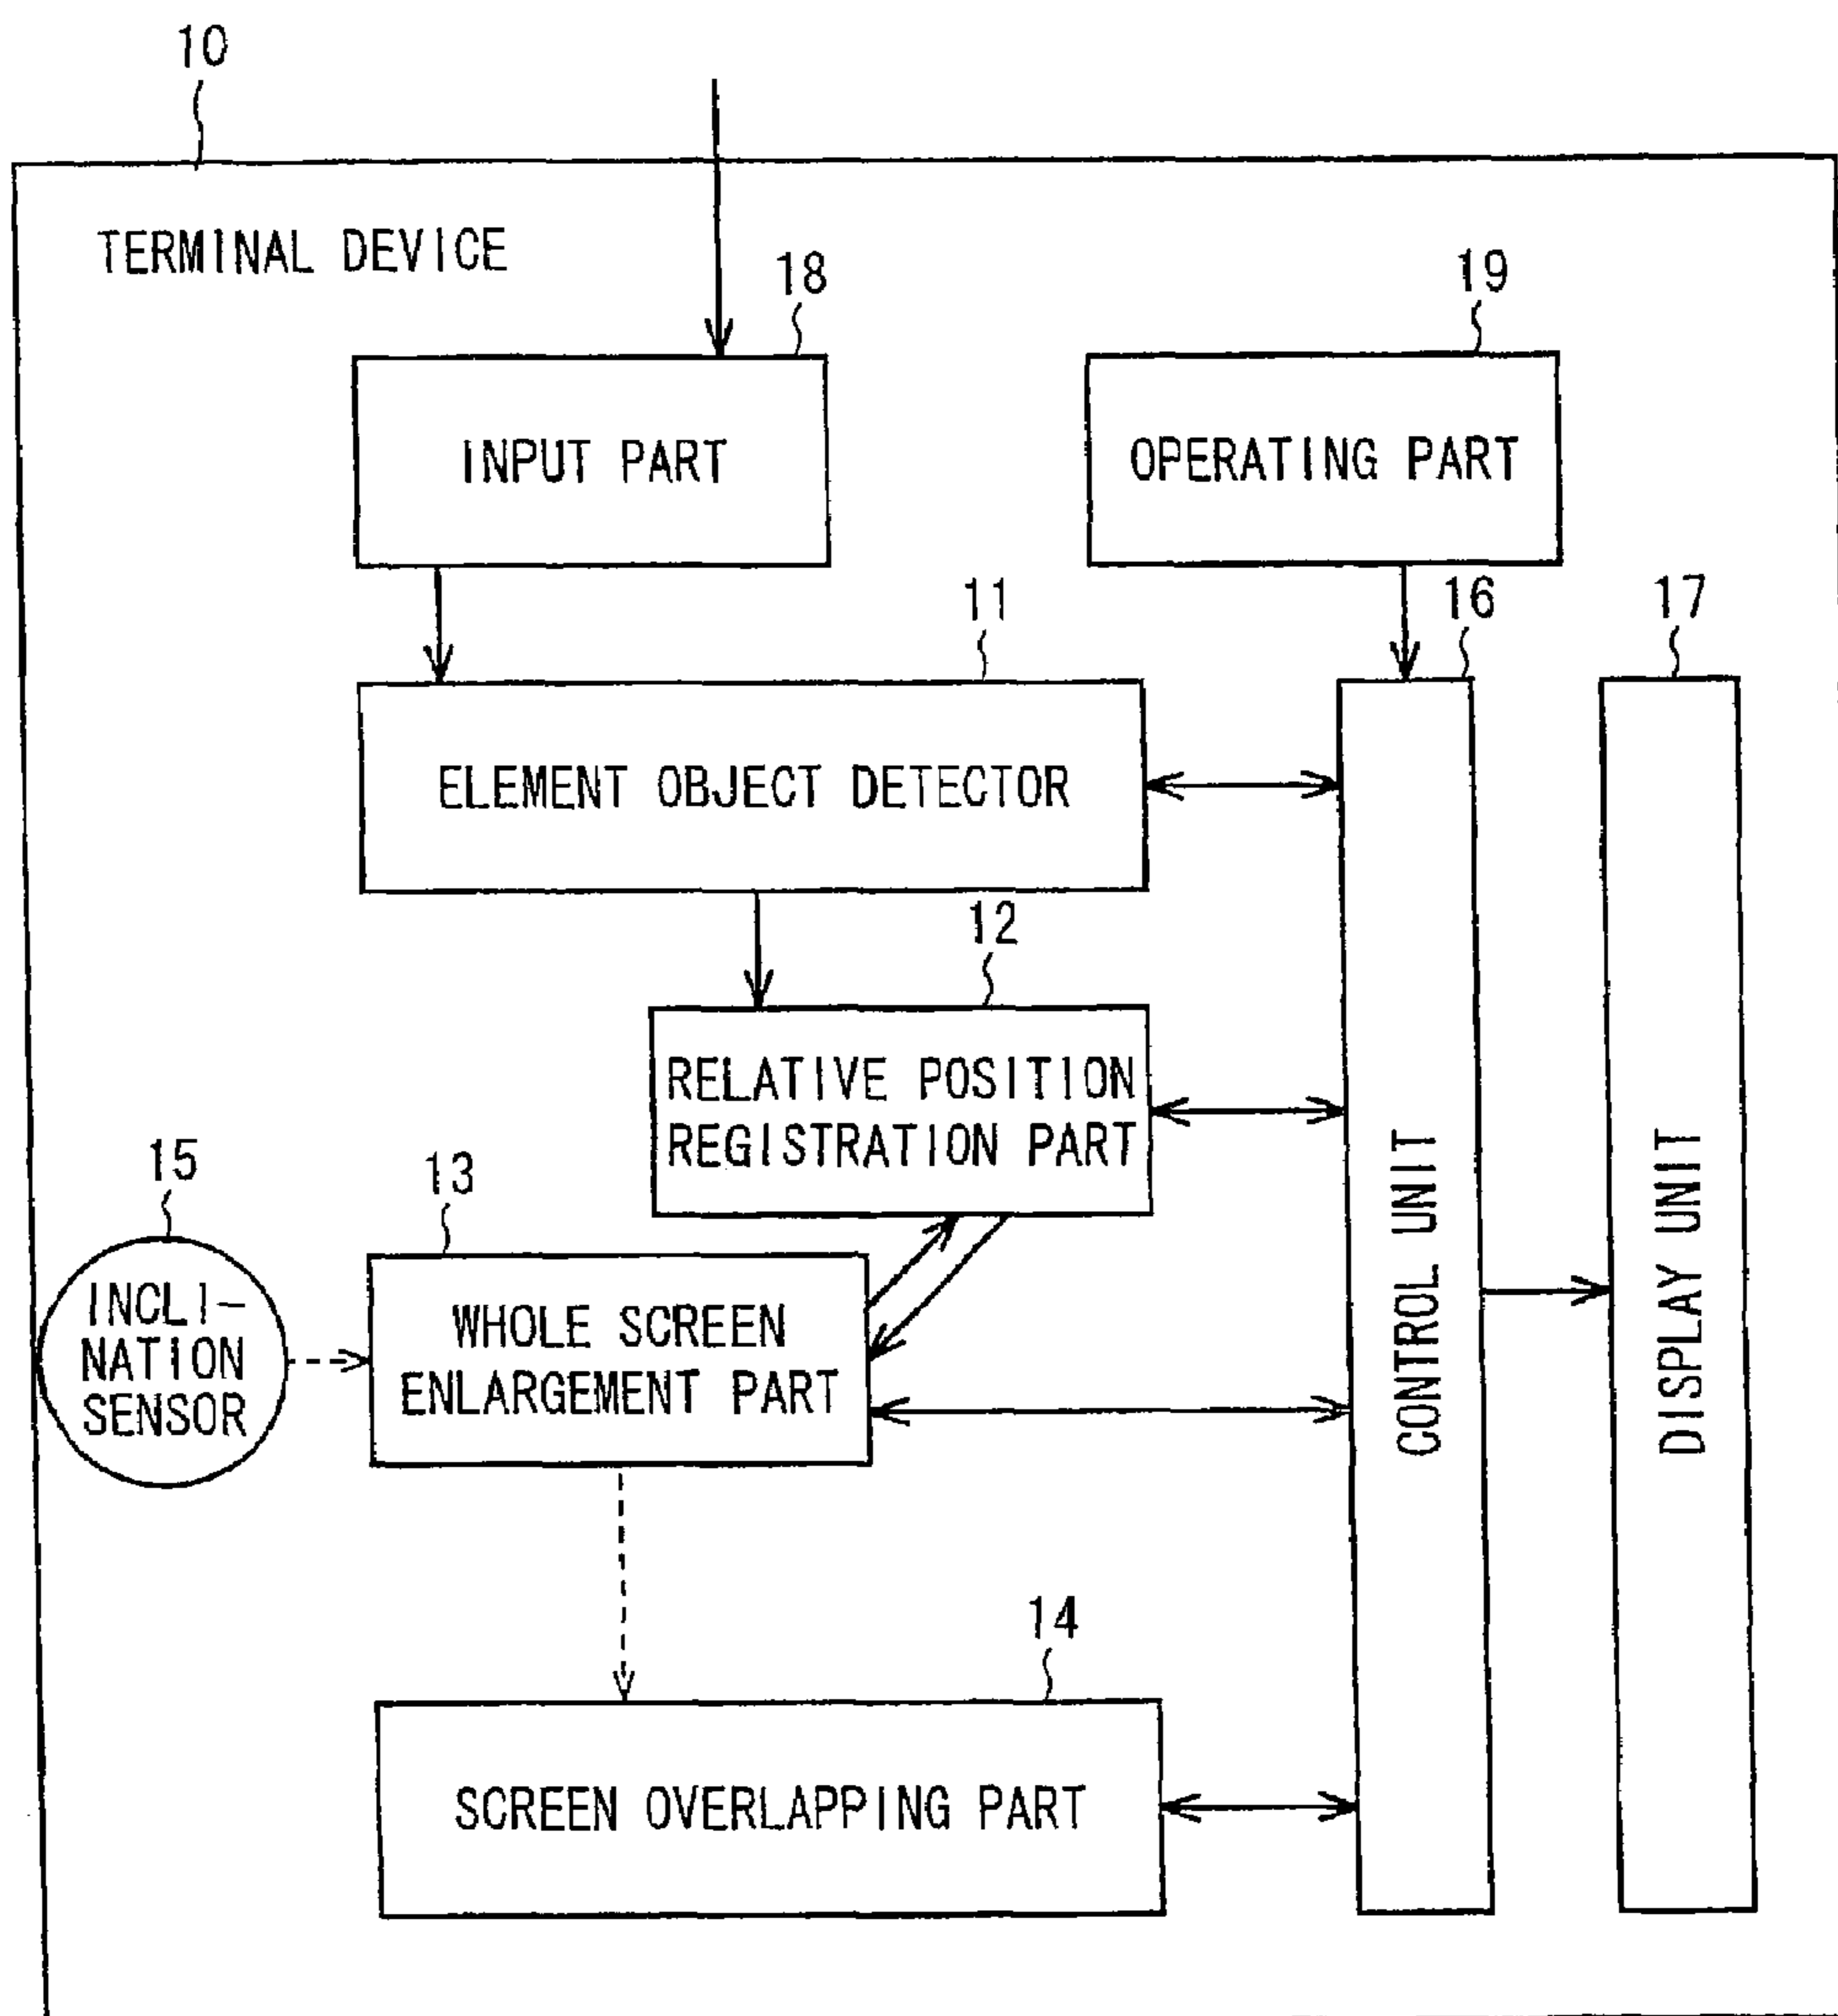 10
TERMINAL DEVICE
18
19
INPUT PART
OPERATING PART
11
16
17
ELEMENT OBJECT DETECTOR
12
RELATIVE POSITION
REGISTRATION PART
15
13
INCLI-
NATION
SENSOR
WHOLE SCREEN
ENLARGEMENT PART
CONTROL UNIT
DISPLAY UNIT
14
SCREEN OVERLAPPING PART